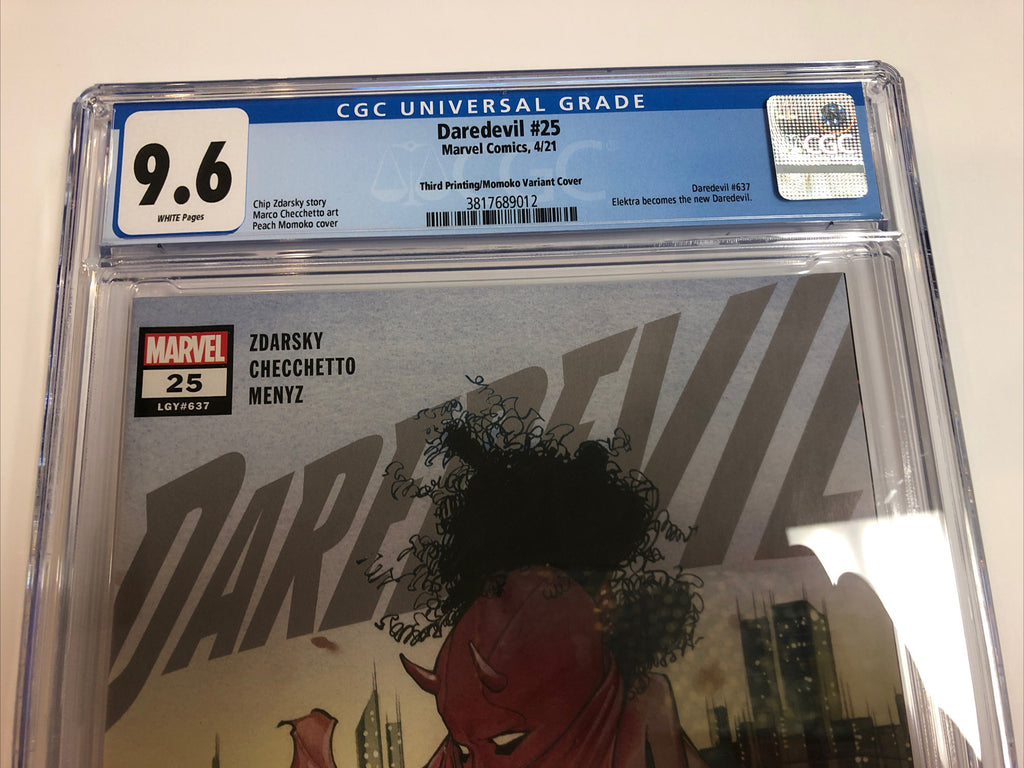 CGC UNIVERSAL GRADE
9.6
WHITE Pages
Daredevil #25
Marvel Comics, 4/21
Third Printing/Momoko Variant Cover
3817689012
Chip Zdarsky story
Marco Checchetto art
Peach Momoko cover
Daredevil #637
Elektra becomes the new Daredevil.
CGC
CGC
MARVEL
25
LGY#637
ZDARSKY
CHECCHETTO
MENYZ
DAREDEVIL